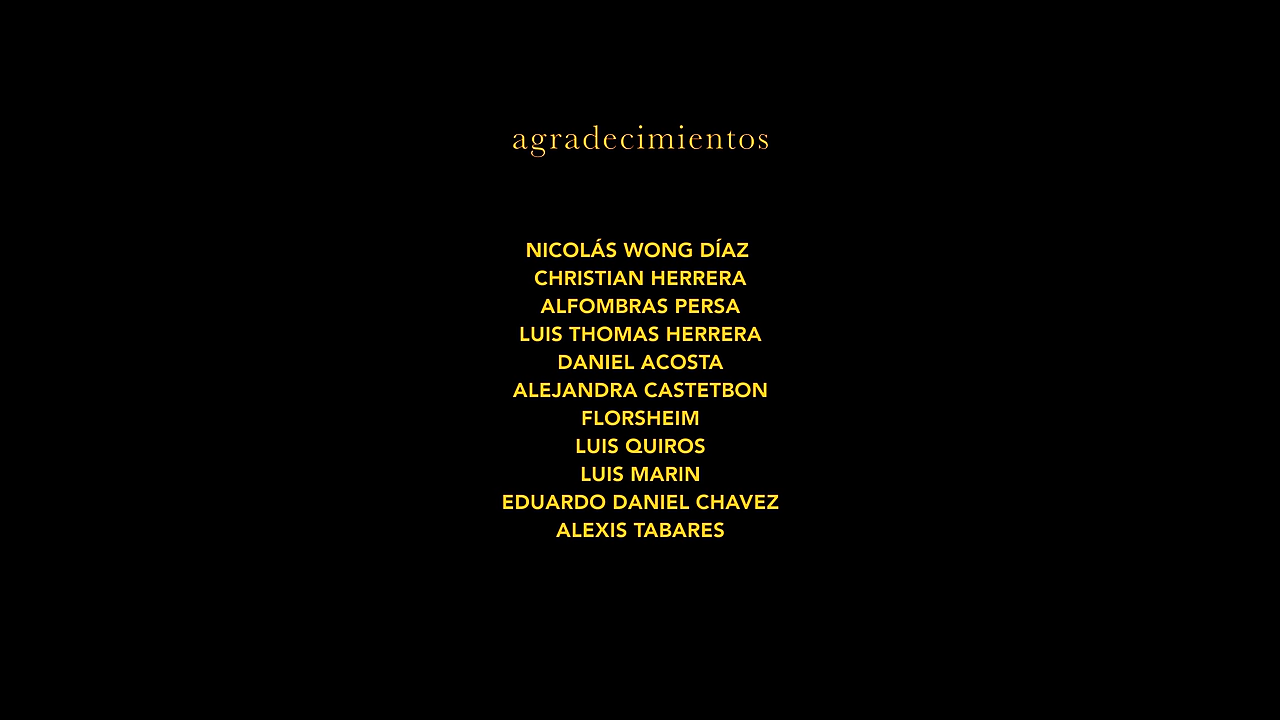 agradecimientos
NICOLÁS WONG DÍAZ
CHRISTIAN HERRERA
ALFOMBRAS PERSA
LUIS THOMAS HERRERA
DANIEL ACOSTA
ALEJANDRA CASTETBON
FLORSHEIM
LUIS QUIROS
LUIS MARIN
EDUARDO DANIEL CHAVEZ
ALEXIS TABARES